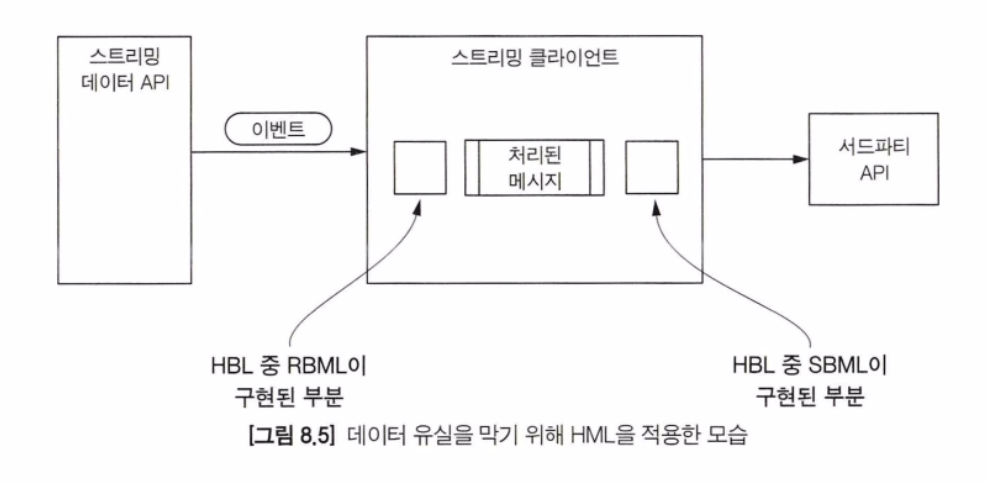 스트리밍
데이터 API
이벤트
스트리밍 클라이언트
처리된
메시지
서드파티
API
HBL 중 RBML이
구현된 부분
HBL 중 SBML이
구현된 부분
[그림 8.5] 데이터 유실을 막기 위해 HML을 적용한 모습